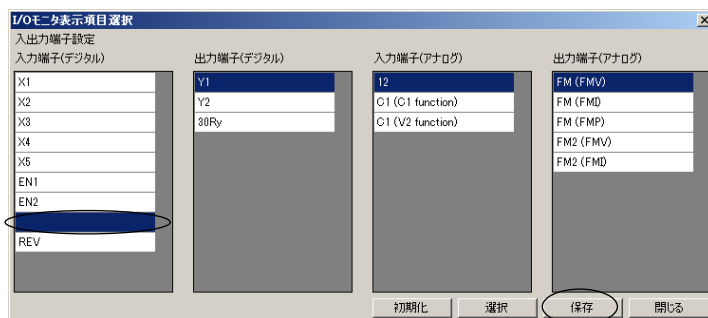 I/Oモニタ表示項目選択
入出力端子設定
入力端子(デジタル)
X1
X2
X3
X4
X5
EN1
EN2
REV
出力端子(デジタル)
Y1
Y2
30Ry
入力端子(アナログ)
12
C1 (C1 function)
C1 (V2 function)
出力端子(アナログ)
FM (FMV)
FM (FMI)
FM (FMP)
FM2 (FMV)
FM2 (FMI)
初期化
選択
保存
閉じる